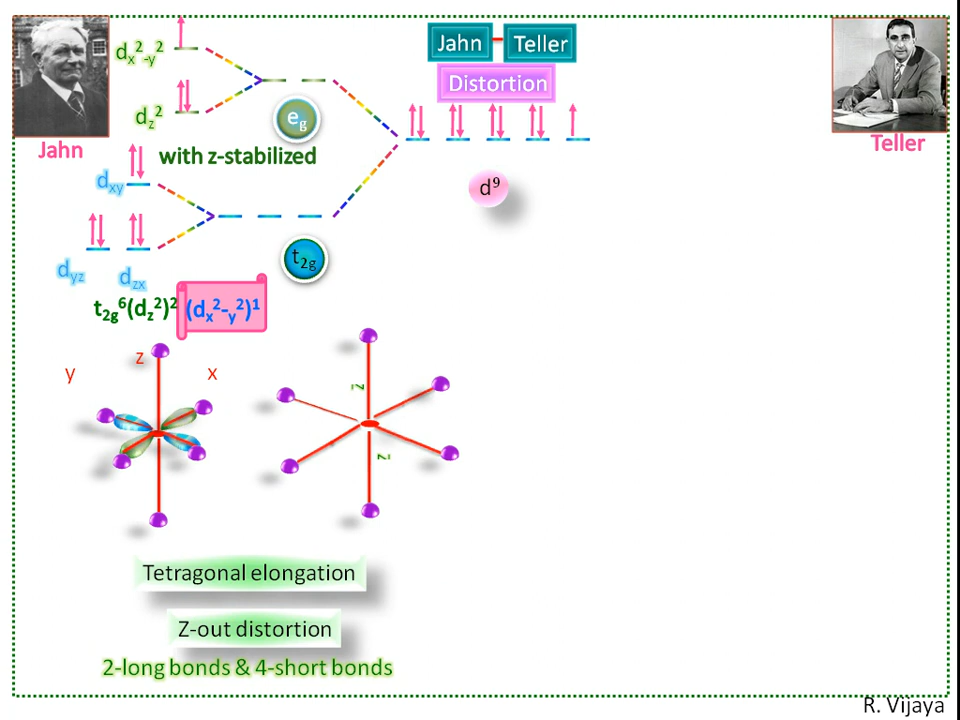 Jahn Teller
Distortion
Jahn
Teller
dx²-y²
dz²
eg
with z-stabilized
dxy
d⁹
t₂g
dyz
dzx
t₂g⁶(dz²)² (dx²-y²)¹
y
z
x
z
z
Tetragonal elongation
Z-out distortion
2-long bonds & 4-short bonds
R. Vijaya